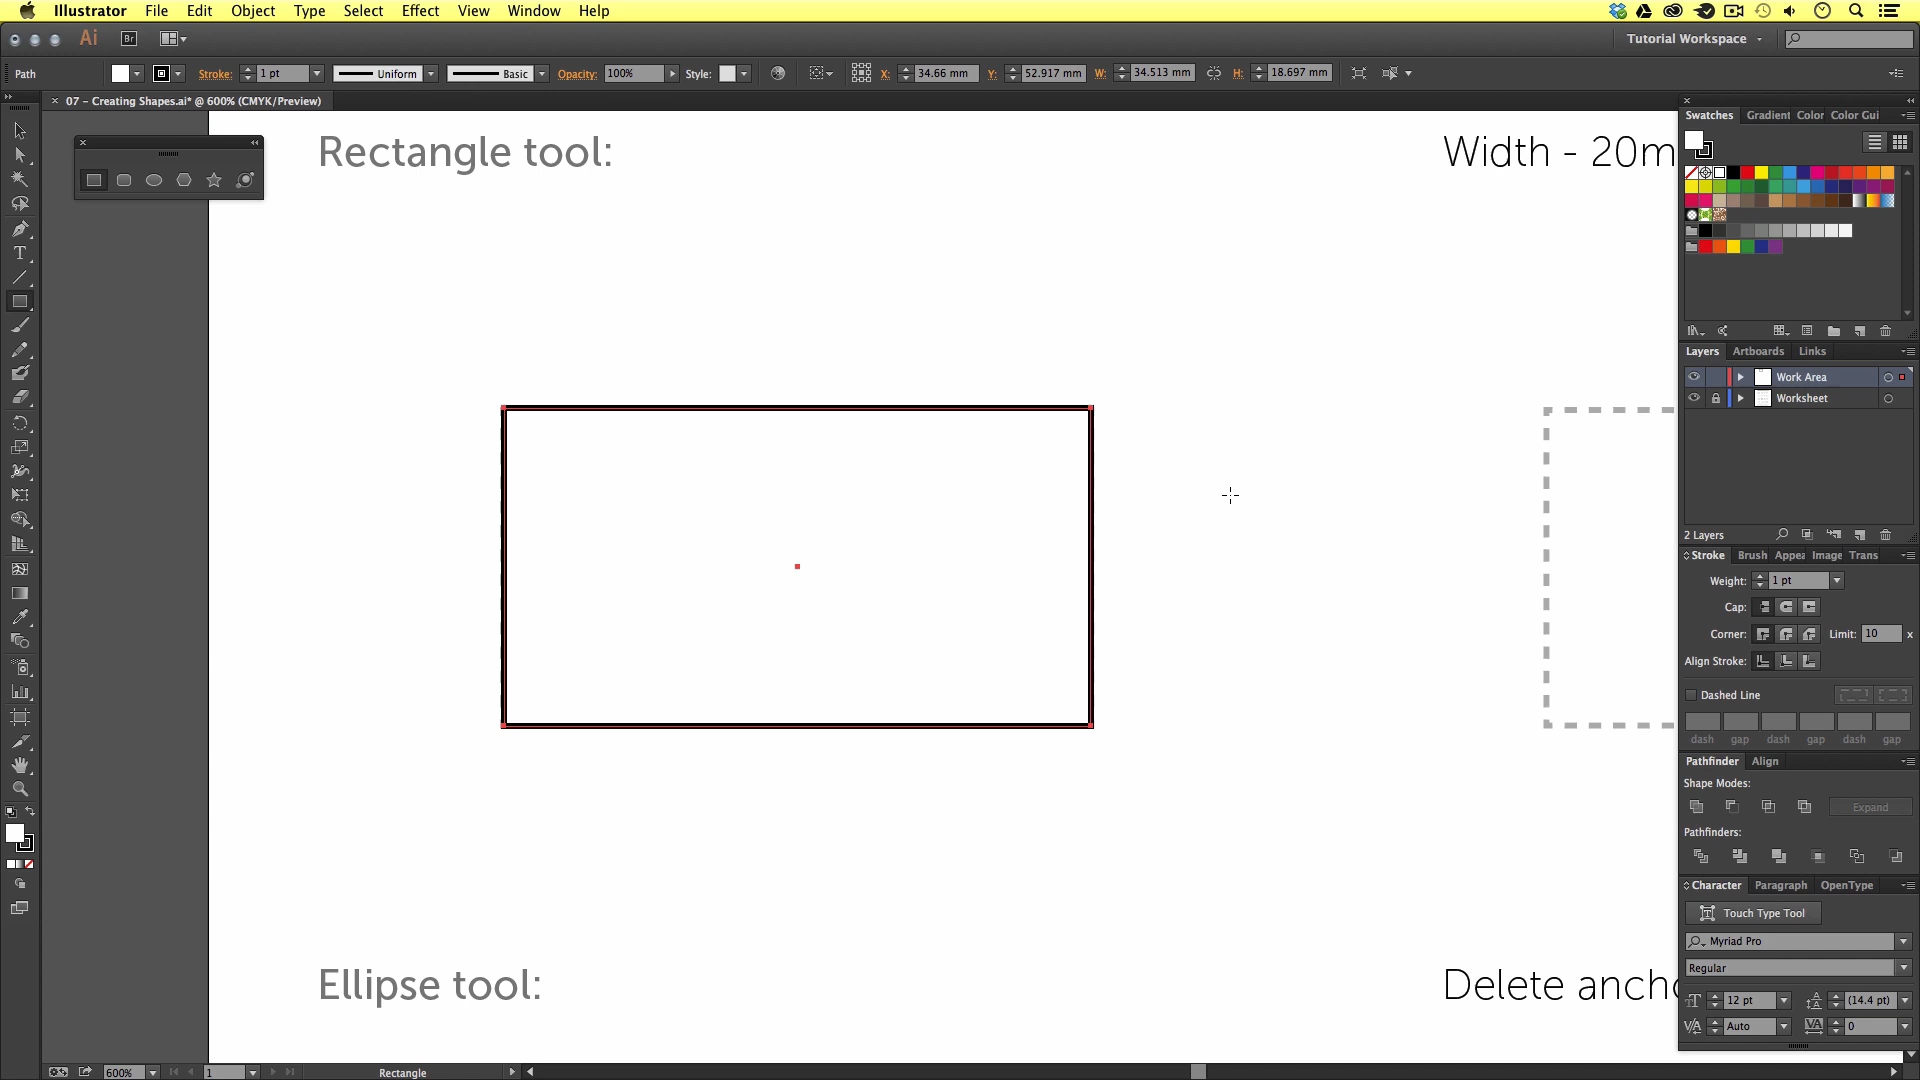 Illustrator File Edit Object Type Select Effect View Window Help
Ai Br Tutorial Workspace
Path Stroke: 1 pt Uniform Basic Opacity: 100% Style: X: 34.66 mm Y: 52.917 mm W: 34.513 mm H: 18.697 mm
07 - Creating Shapes.ai* @ 600% (CMYK/Preview)
Rectangle tool:
Width - 20m
Swatches Gradient Color Color Gui
Layers Artboards Links
Work Area
Worksheet
2 Layers
Stroke Brush Appea Image Trans
Weight: 1 pt
Cap:
Corner: Limit: 10 x
Align Stroke:
Dashed Line
dash gap dash gap dash gap
Pathfinder Align
Shape Modes:
Expand
Pathfinders:
Character Paragraph OpenType
Touch Type Tool
Myriad Pro
Regular
12 pt (14.4 pt)
Auto 0
Ellipse tool:
Delete ancho
600% 1 Rectangle